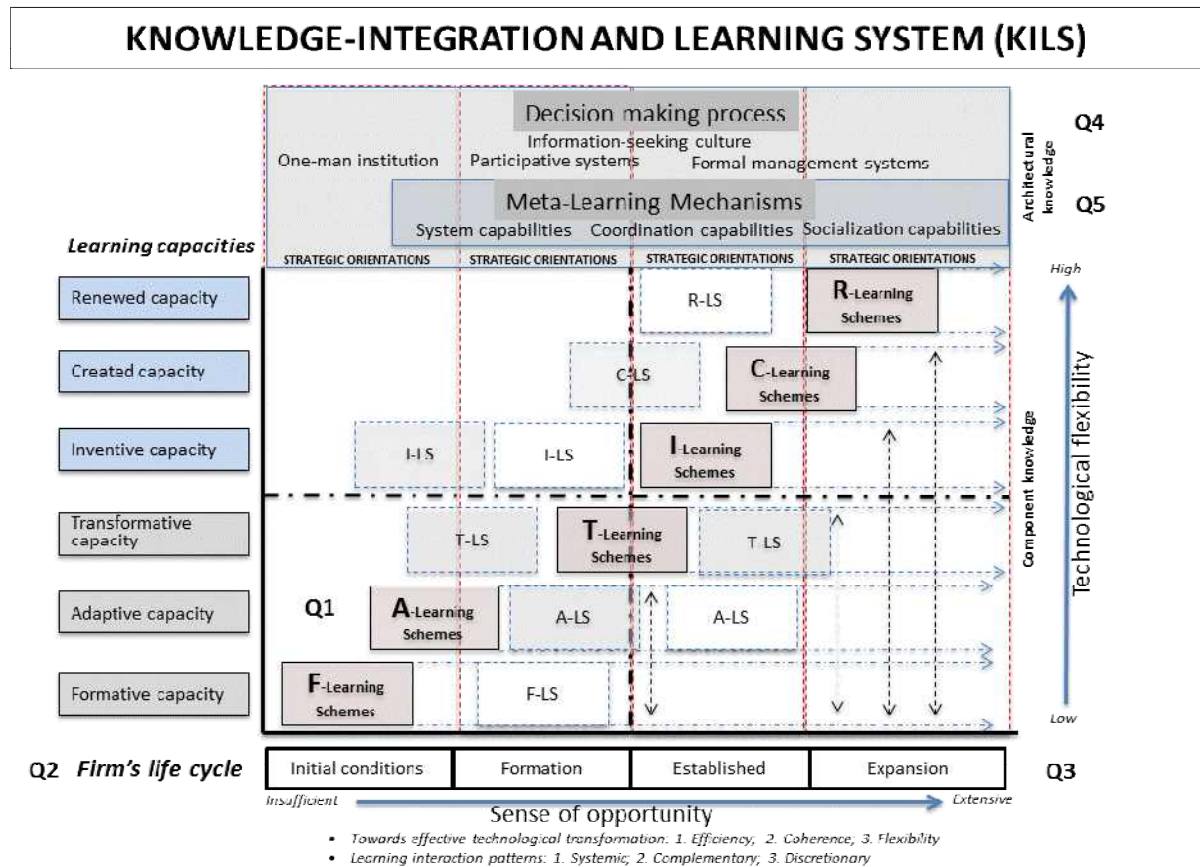 KNOWLEDGE-INTEGRATION AND LEARNING SYSTEM (KILS)
Decision making process
Information-seeking culture
One-man institution
Participative systems
Formal management systems
Q4
Architectural
knowledge
Q5
Meta-Learning Mechanisms
System capabilities
Coordination capabilities
Socialization capabilities
Learning capacities
STRATEGIC ORIENTATIONS
STRATEGIC ORIENTATIONS
STRATEGIC ORIENTATIONS
STRATEGIC ORIENTATIONS
High
Renewed capacity
R-LS
R-Learning
Schemes
Created capacity
C-LS
C-Learning
Schemes
Inventive capacity
I-LS
I-LS
I-Learning
Schemes
Component knowledge
Technological flexibility
Transformative
capacity
T-LS
T-Learning
Schemes
T-LS
Adaptive capacity
Q1
A-Learning
Schemes
A-LS
A-LS
Formative capacity
F-Learning
Schemes
F-LS
Low
Q2
Firm's life cycle
Initial conditions
Formation
Established
Expansion
Q3
Insufficient
Extensive
Sense of opportunity
• Towards effective technological transformation: 1. Efficiency; 2. Coherence; 3. Flexibility
• Learning interaction patterns: 1. Systemic; 2. Complementary; 3. Discretionary